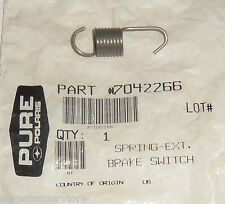 PART #7042266
LOT#
PURE
POLARIS
QTY: 1
SPRING-EXT.
BRAKE SWITCH
COUNTRY OF ORIGIN US